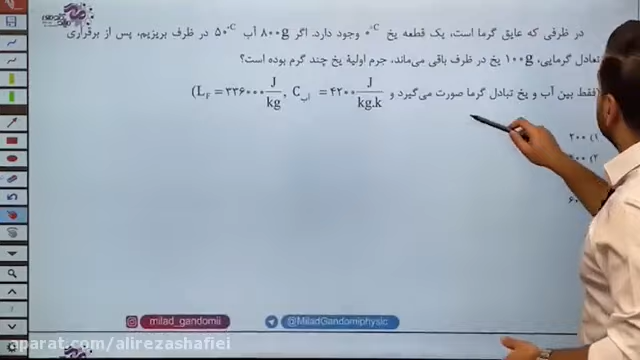 در ظرفی که عایق گرما است، یک قطعه یخ ۰°C وجود دارد. اگر ۸۰۰g آب ۵۰°C در ظرف بریزیم، پس از برقراری
تعادل گرمایی، ۱۰۰g یخ در ظرف باقی می‌ماند، جرم اولیهٔ یخ چند گرم بوده است؟
(فقط بین آب و یخ تبادل گرما صورت می‌گیرد و C آب = ۴۲۰۰ J/kg.k , L_F = ۳۳۶۰۰۰ J/kg)
۱) ۲۰۰
milad_gandomii
@MiladGandomiphysic
aparat.com/alirezashafiei